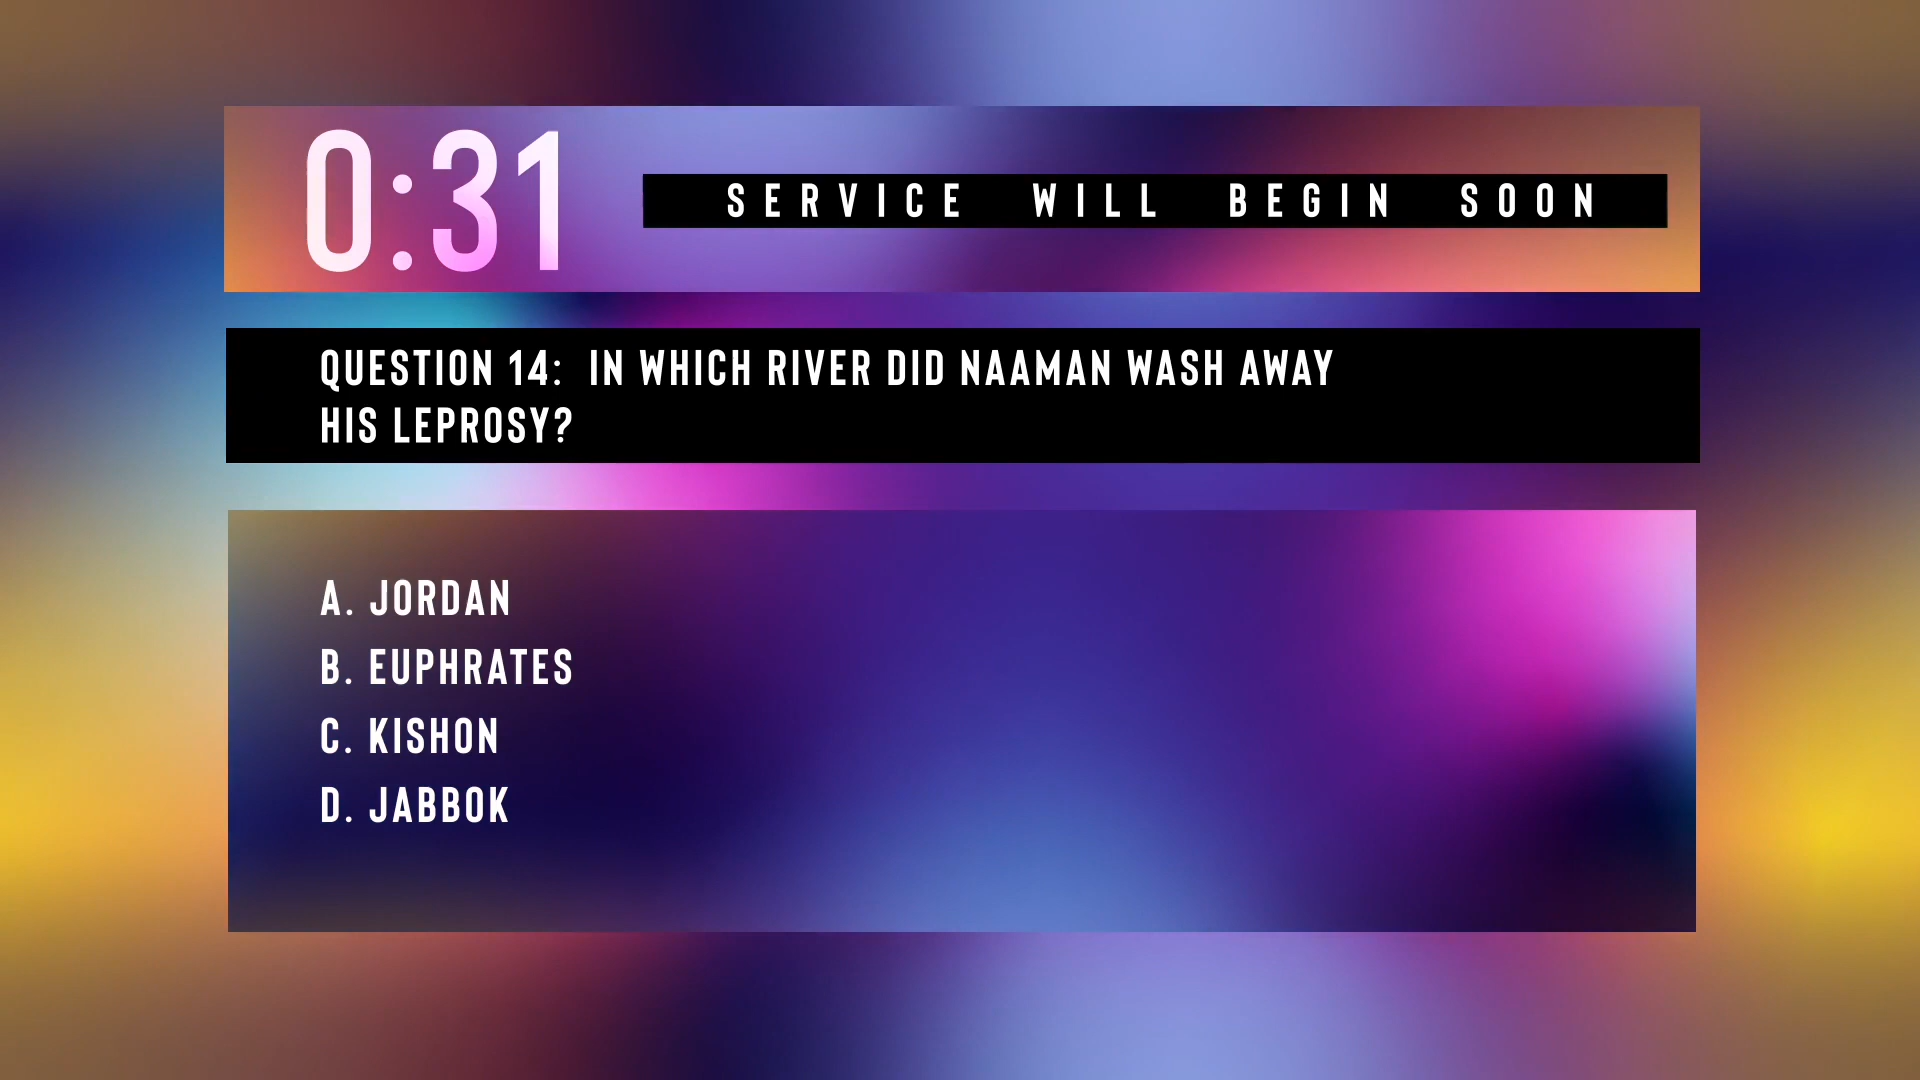 0:31
SERVICE WILL BEGIN SOON
QUESTION 14: IN WHICH RIVER DID NAAMAN WASH AWAY
HIS LEPROSY?
A. JORDAN
B. EUPHRATES
C. KISHON
D. JABBOK